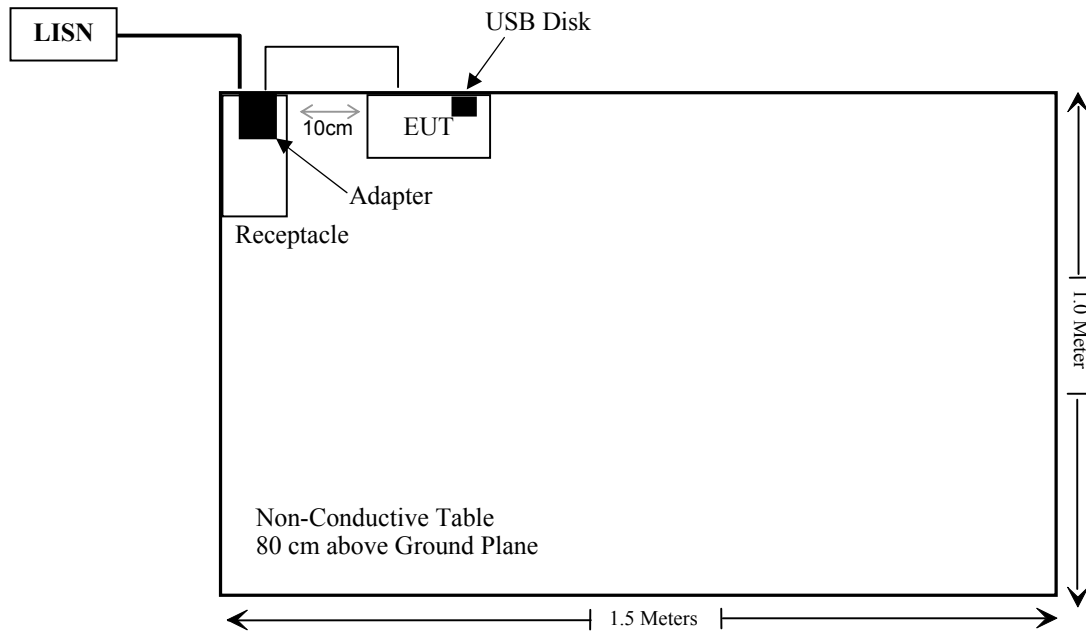 USB Disk
LISN
10cm
EUT
Adapter
Receptacle
1.0 Meter
Non-Conductive Table
80 cm above Ground Plane
1.5 Meters